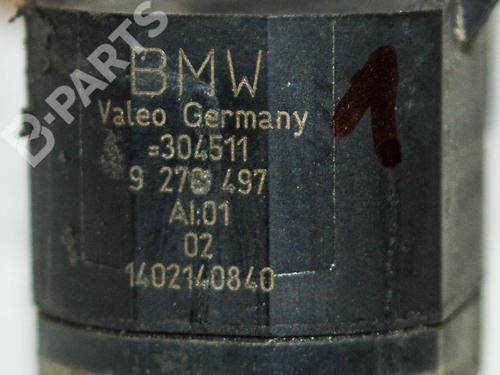 B-PARTS
BMW
1
Valeo Germany
=304511
9 270 497
AI:01
02
1402140840